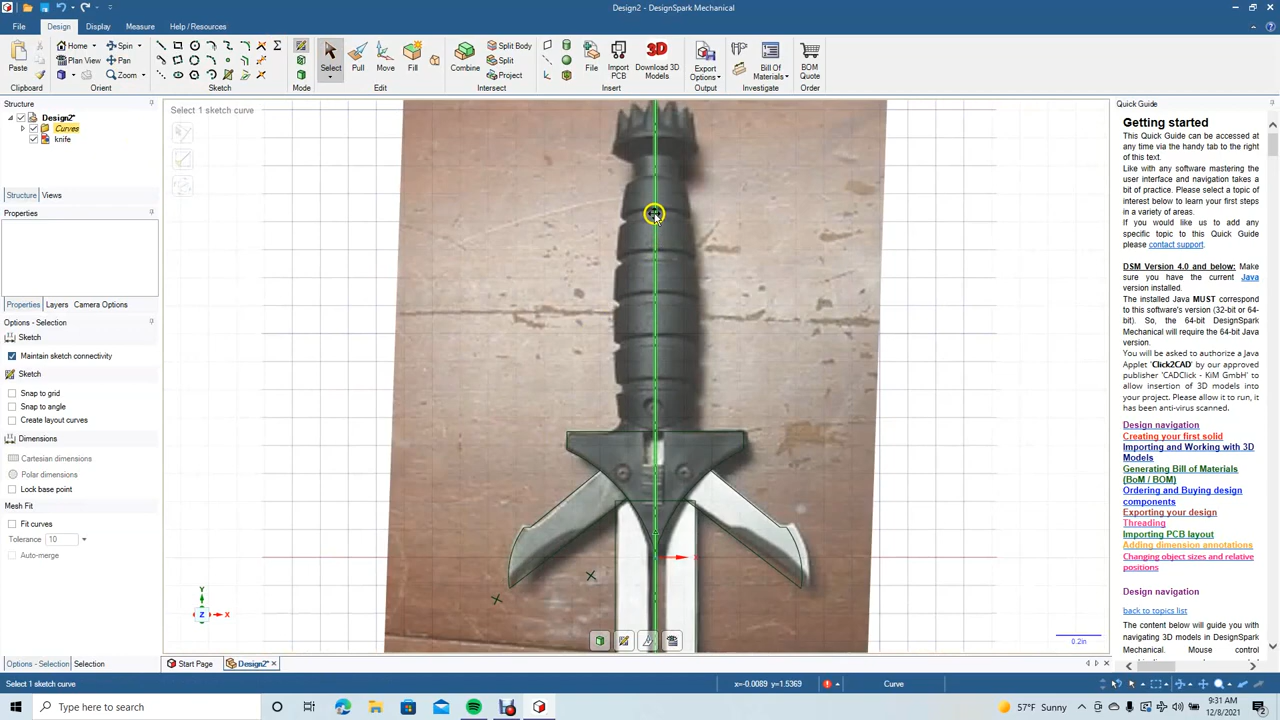 Design2 - DesignSpark Mechanical
File
Design
Display
Measure
Help / Resources
Paste
Home
Spin
Plan View
Pan
Zoom
Select
Pull
Move
Fill
Combine
Split Body
Split
Project
File
Import PCB
Download 3D Models
Export Options
Bill of Materials
BOM Quote
Clipboard
Orient
Sketch
Mode
Edit
Intersect
Insert
Output
Investigate
Order
Structure
Design2*
Curves
knife
Structure
Views
Properties
Properties
Layers
Camera Options
Options - Selection
Sketch
Maintain sketch connectivity
Sketch
Snap to grid
Snap to angle
Create layout curves
Dimensions
Cartesian dimensions
Polar dimensions
Lock base point
Mesh Fit
Fit curves
Tolerance 10
Auto-merge
Options - Selection
Selection
Select 1 sketch curve
Y
Z
X
0.2in
Start Page
Design2*
Select 1 sketch curve
x=-0.0089 y=1.5369
Curve
Quick Guide
Getting started
This Quick Guide can be accessed at
any time via the handy tab to the right
of this text.
Like with any software mastering the
user interface and navigation takes a
bit of practice. Please select a topic of
interest below to learn your first steps
in a variety of areas.
If you would like us to add any
specific topic to this Quick Guide
please contact support.
DSM Version 4.0 and below: Make
sure you have the current Java
version installed.
The installed Java MUST correspond
to this software's version (32-bit or 64-
bit). So, the 64-bit DesignSpark
Mechanical will require the 64-bit Java
version.
You will be asked to authorize a Java
Applet 'Click2CAD' by our approved
publisher 'CADClick - KiM GmbH' to
allow insertion of 3D models into
your project. Please allow it to run, it
has been anti-virus scanned.
Design navigation
Creating your first solid
Importing and Working with 3D
Models
Generating Bill of Materials
(BoM / BOM)
Ordering and Buying design
components
Exporting your design
Threading
Importing PCB layout
Adding dimension annotations
Changing object sizes and relative
positions
Design navigation
back to topics list
The content below will guide you with
navigating 3D models in DesignSpark
Mechanical. Mouse control
Type here to search
57°F Sunny
9:31 AM
12/8/2021